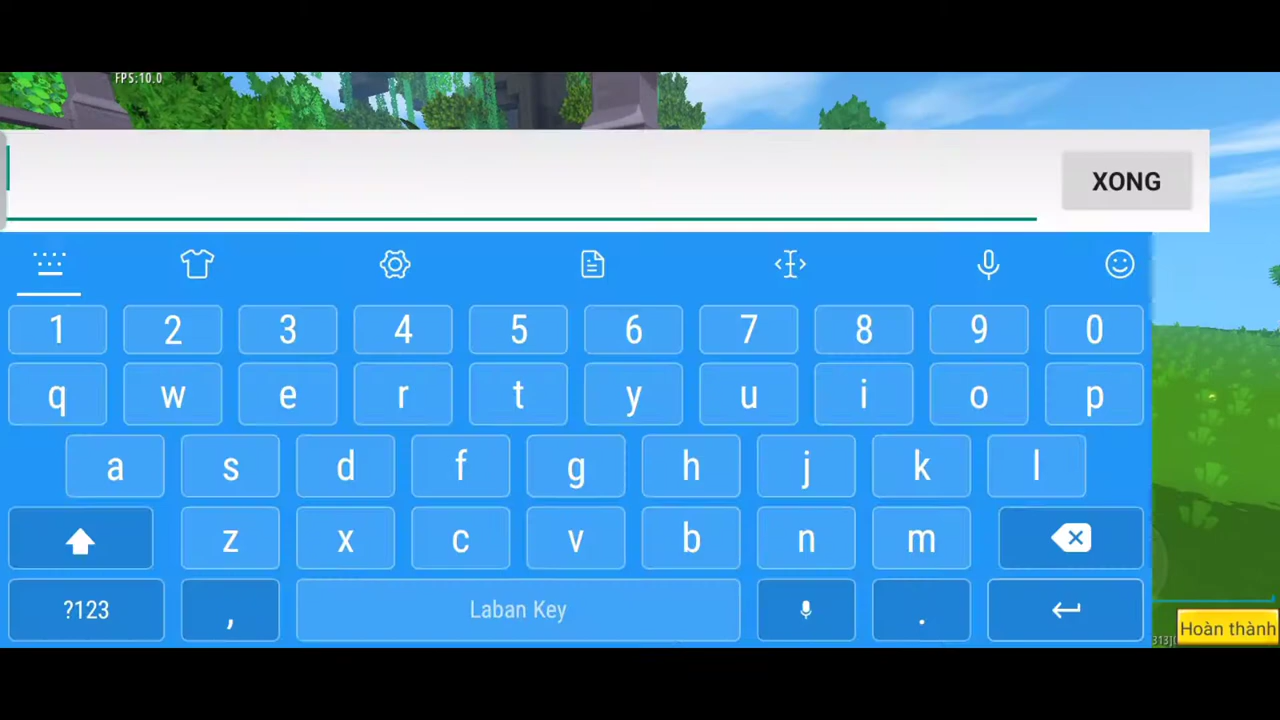 FPS:10.0
XONG
1 2 3 4 5 6 7 8 9 0
q w e r t y u i o p
a s d f g h j k l
z x c v b n m
?123 , Laban Key .
Hoàn thành
313][